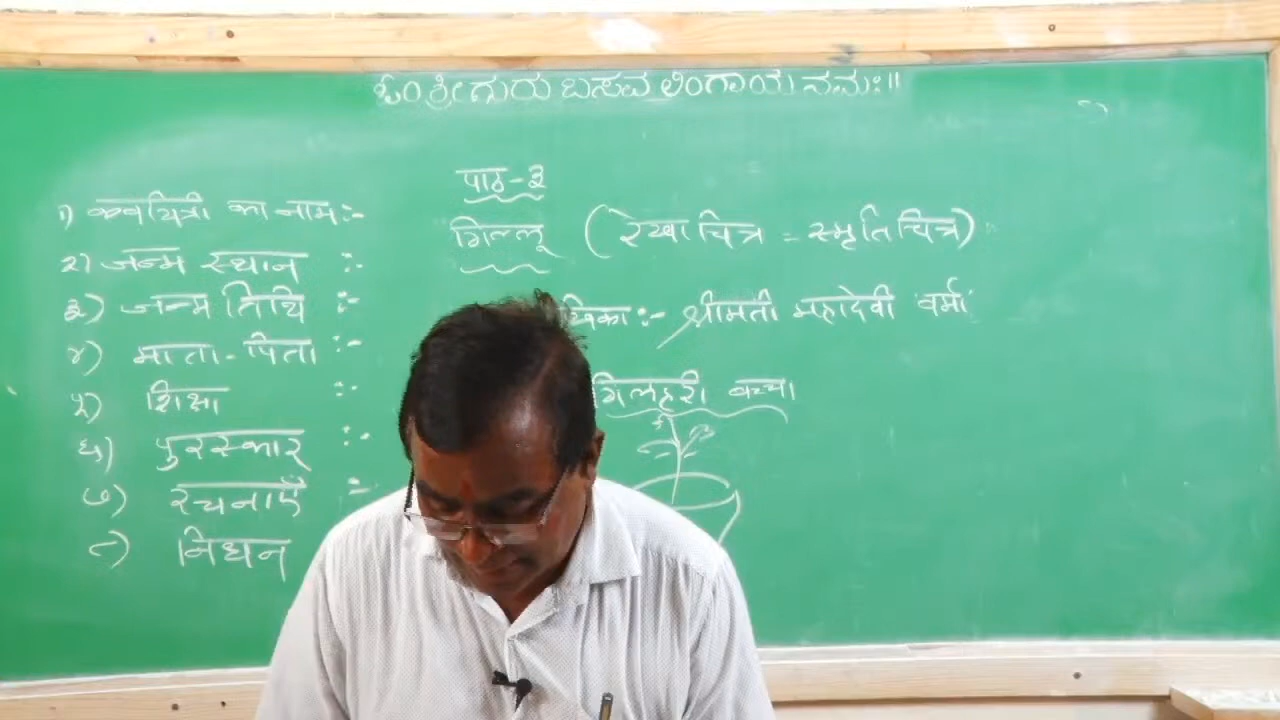 ಓಂ ಶ್ರೀ ಗುರು ಬಸವ ಲಿಂಗಾಯ ನಮಃ॥
पाठ-३
गिल्लू (रेखाचित्र = स्मृतिचित्र)
श्रीमती महादेवी वर्मा
गिलहरी बच्चा
१) कवयित्री का नाम :-
२) जन्म स्थान :-
३) जन्म तिथि :-
४) माता-पिता :-
५) शिक्षा :-
६) पुरस्कार :-
७) रचनाएँ :-
८) निधन